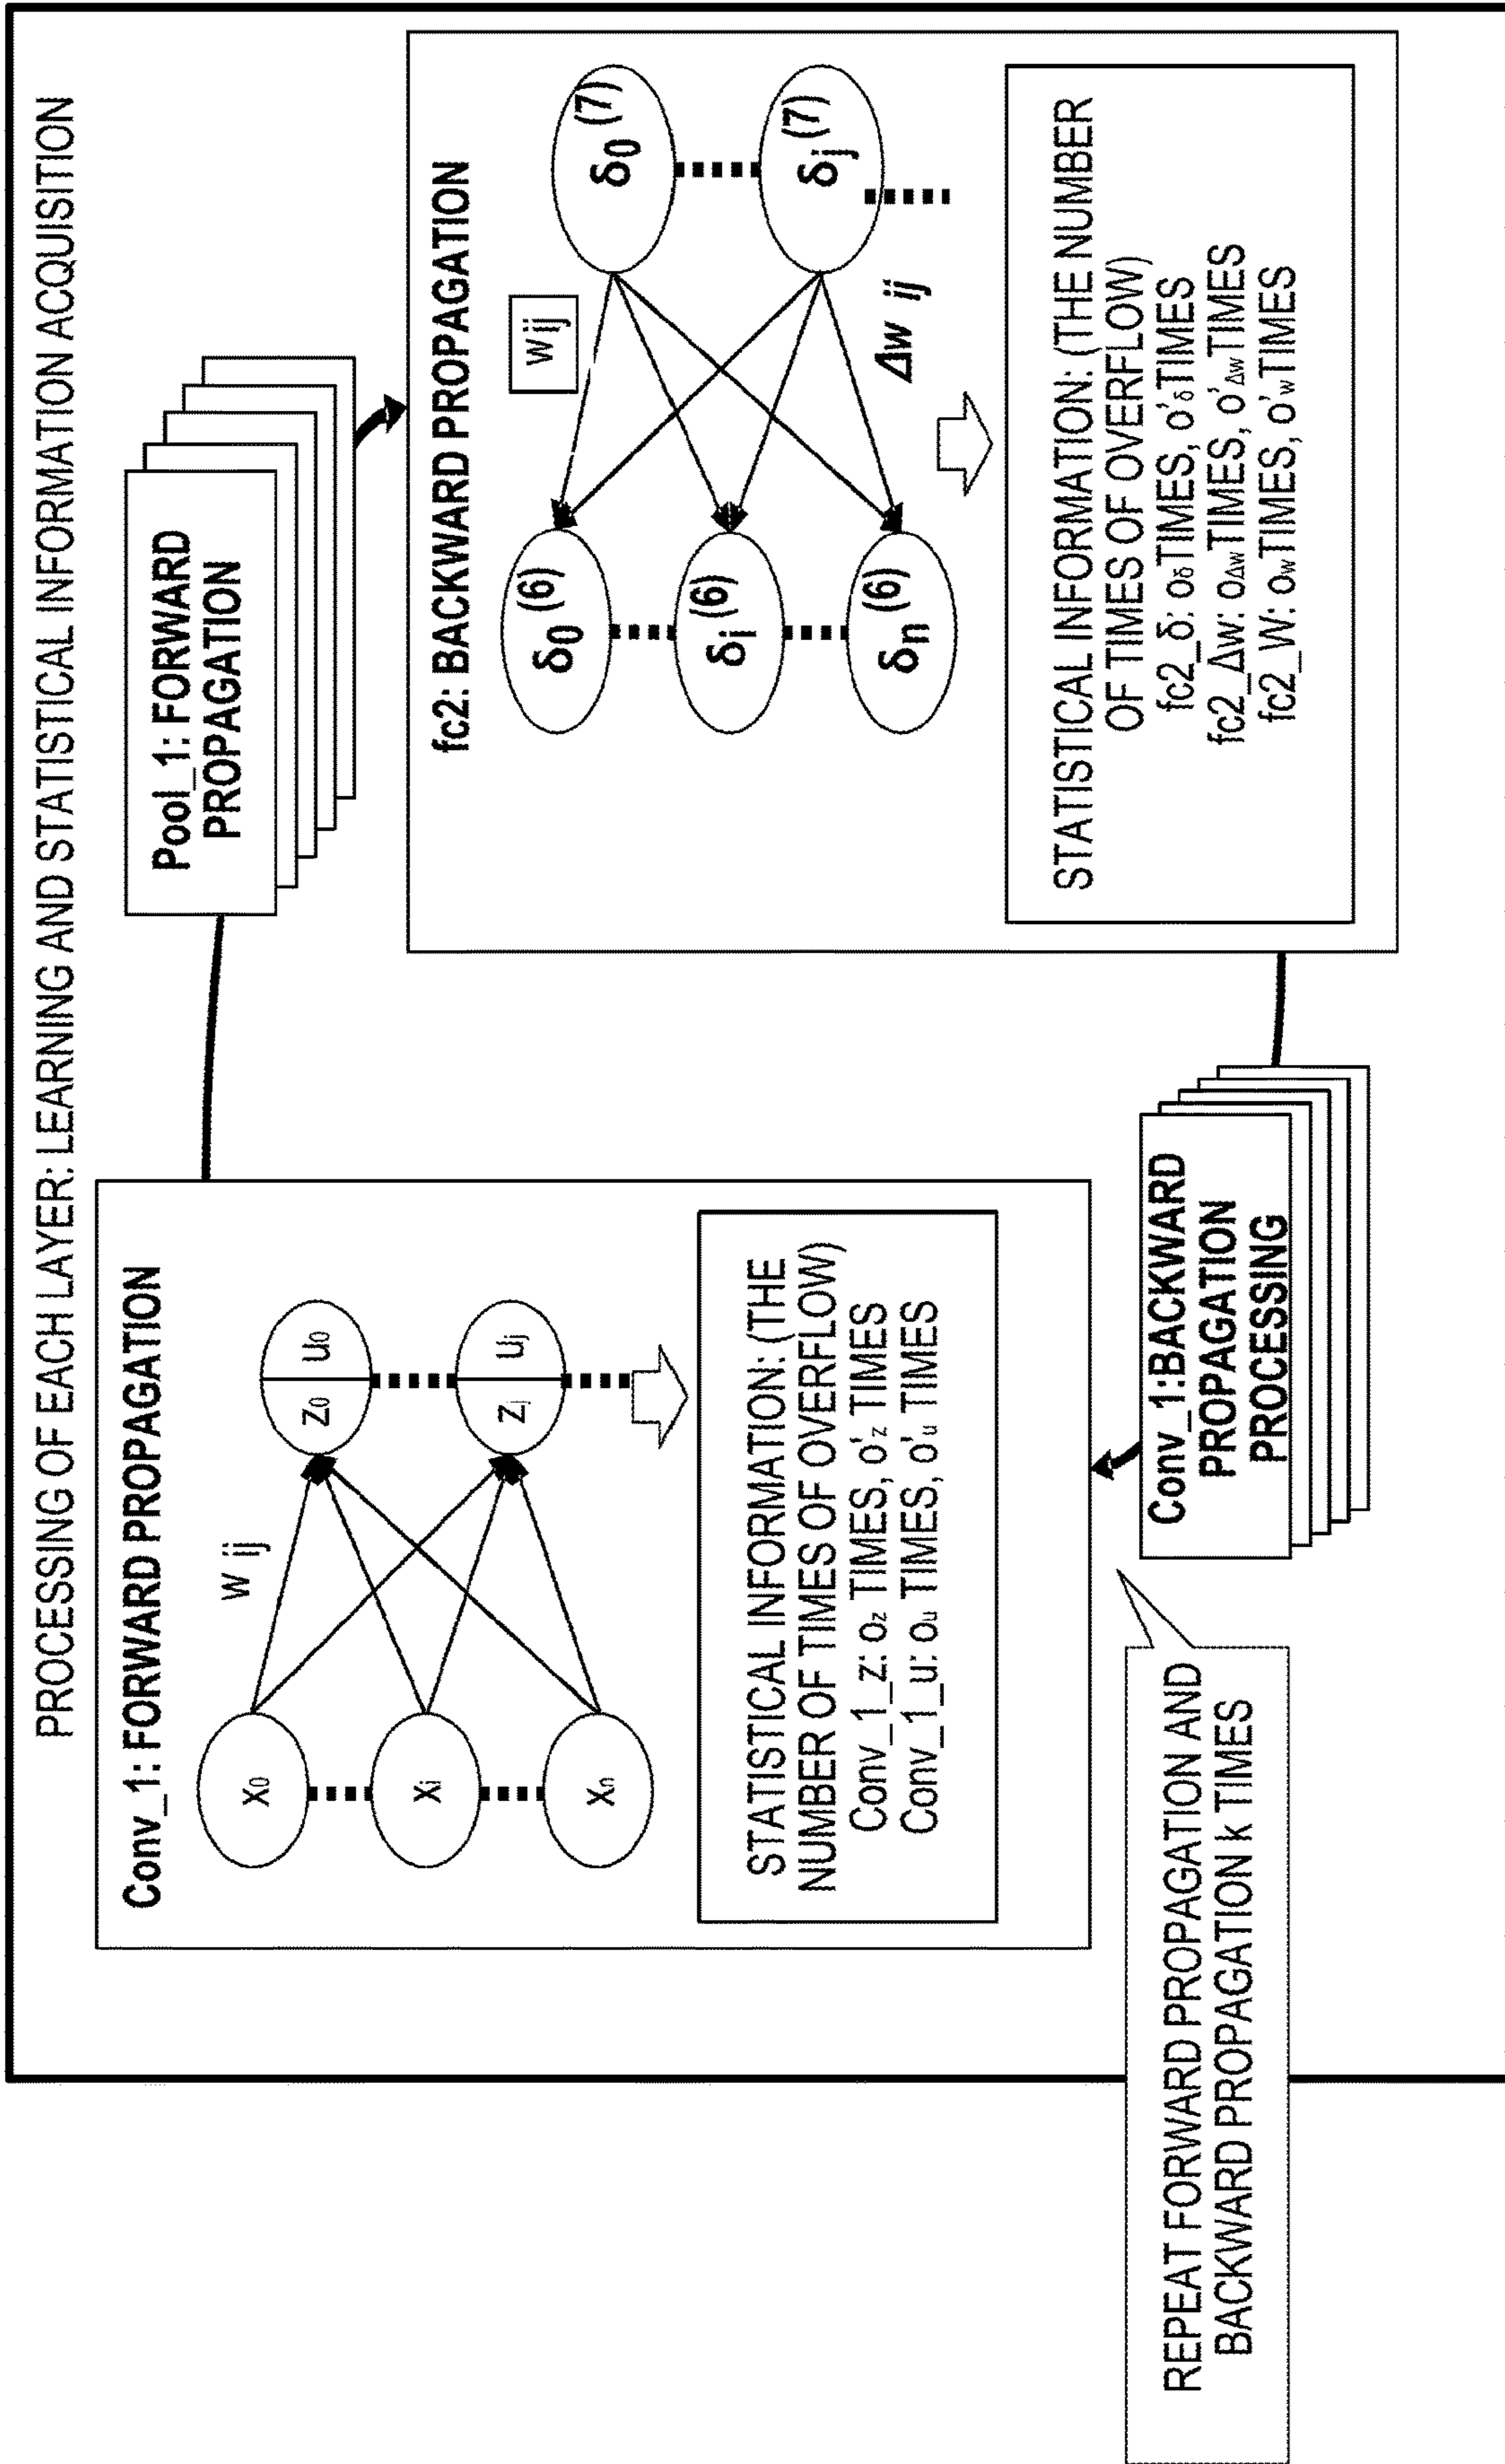 PROCESSING OF EACH LAYER: LEARNING AND STATISTICAL INFORMATION ACQUISITION
Conv_1: FORWARD PROPAGATION
w ij
x0
xi
xn
z0 u0
zj uj
STATISTICAL INFORMATION: (THE
NUMBER OF TIMES OF OVERFLOW)
Conv_1_z: oz TIMES, o'z TIMES
Conv_1_u: ou TIMES, o'u TIMES
Pool_1: FORWARD
PROPAGATION
fc2: BACKWARD PROPAGATION
wij
δ0(6)
δi(6)
δn(6)
δ0(7)
δj(7)
Δw ij
STATISTICAL INFORMATION: (THE NUMBER
OF TIMES OF OVERFLOW)
fc2_δ: oδ TIMES, o'δ TIMES
fc2_Δw: oΔw TIMES, o'Δw TIMES
fc2_W: ow TIMES, o'w TIMES
Conv_1:BACKWARD
PROPAGATION
PROCESSING
REPEAT FORWARD PROPAGATION AND
BACKWARD PROPAGATION k TIMES